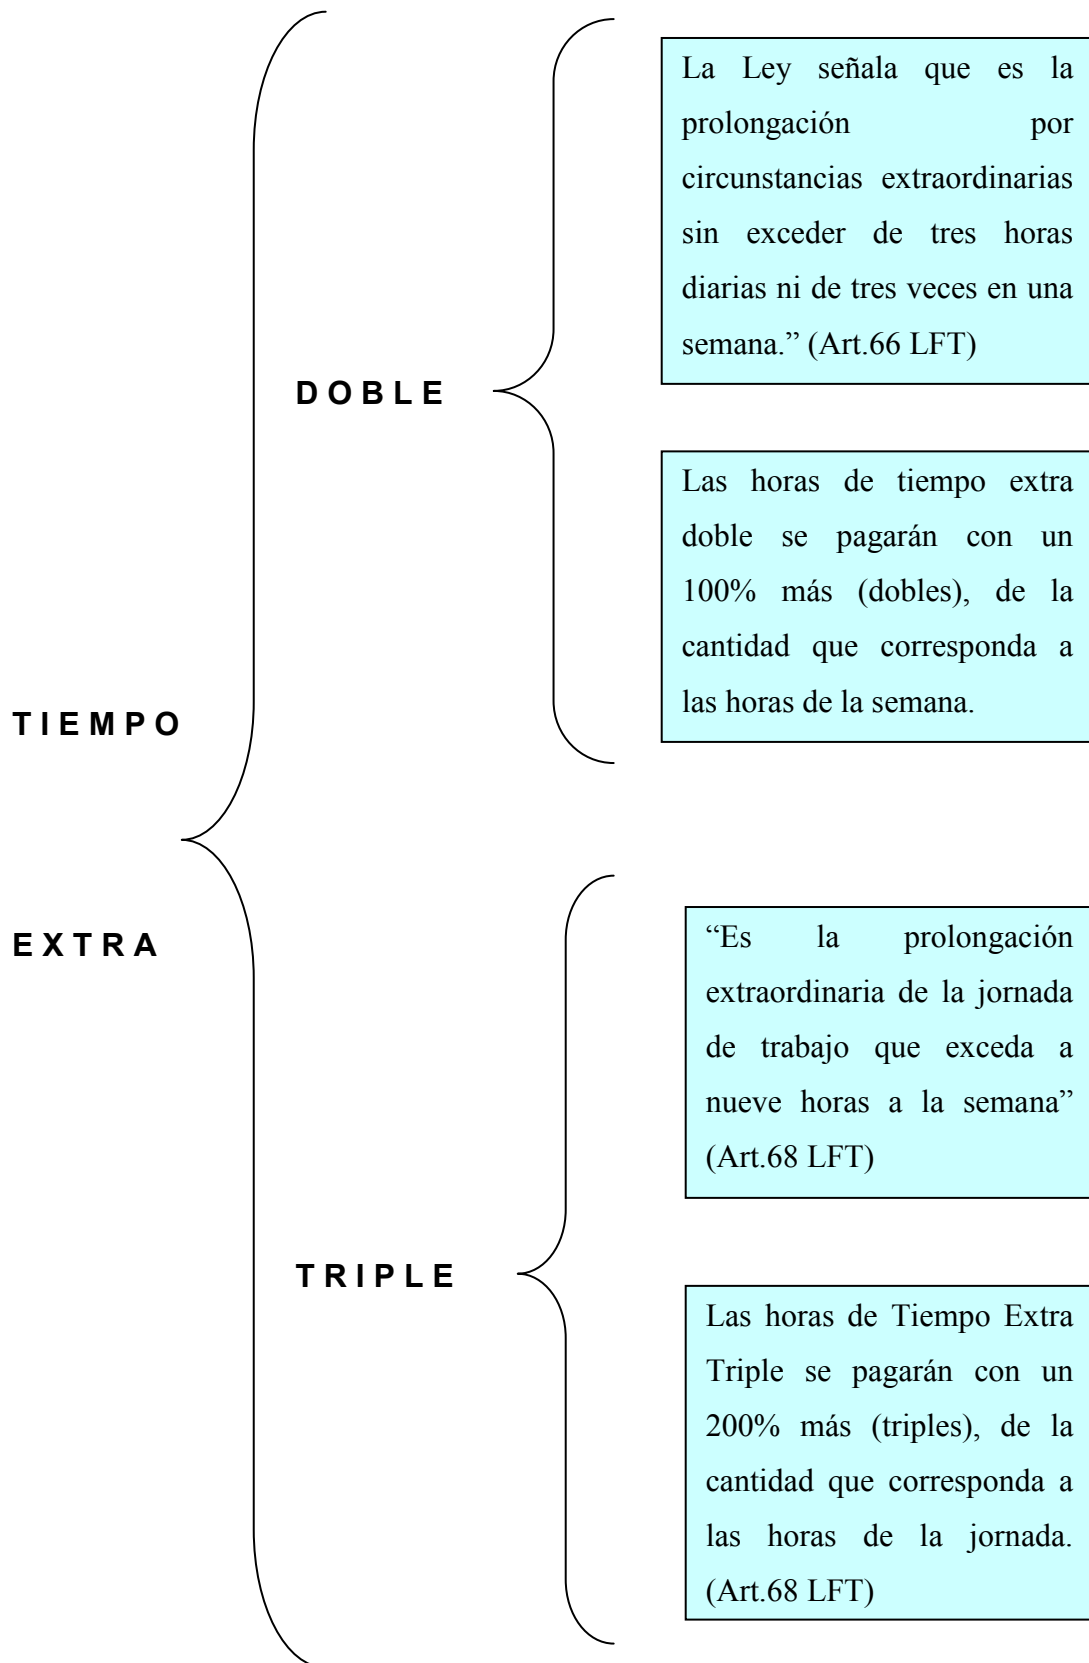 TIEMPO
EXTRA
DOBLE
La Ley señala que es la
prolongación por
circunstancias extraordinarias
sin exceder de tres horas
diarias ni de tres veces en una
semana.” (Art.66 LFT)
Las horas de tiempo extra
doble se pagarán con un
100% más (dobles), de la
cantidad que corresponda a
las horas de la semana.
TRIPLE
“Es la prolongación
extraordinaria de la jornada
de trabajo que exceda a
nueve horas a la semana”
(Art.68 LFT)
Las horas de Tiempo Extra
Triple se pagarán con un
200% más (triples), de la
cantidad que corresponda a
las horas de la jornada.
(Art.68 LFT)